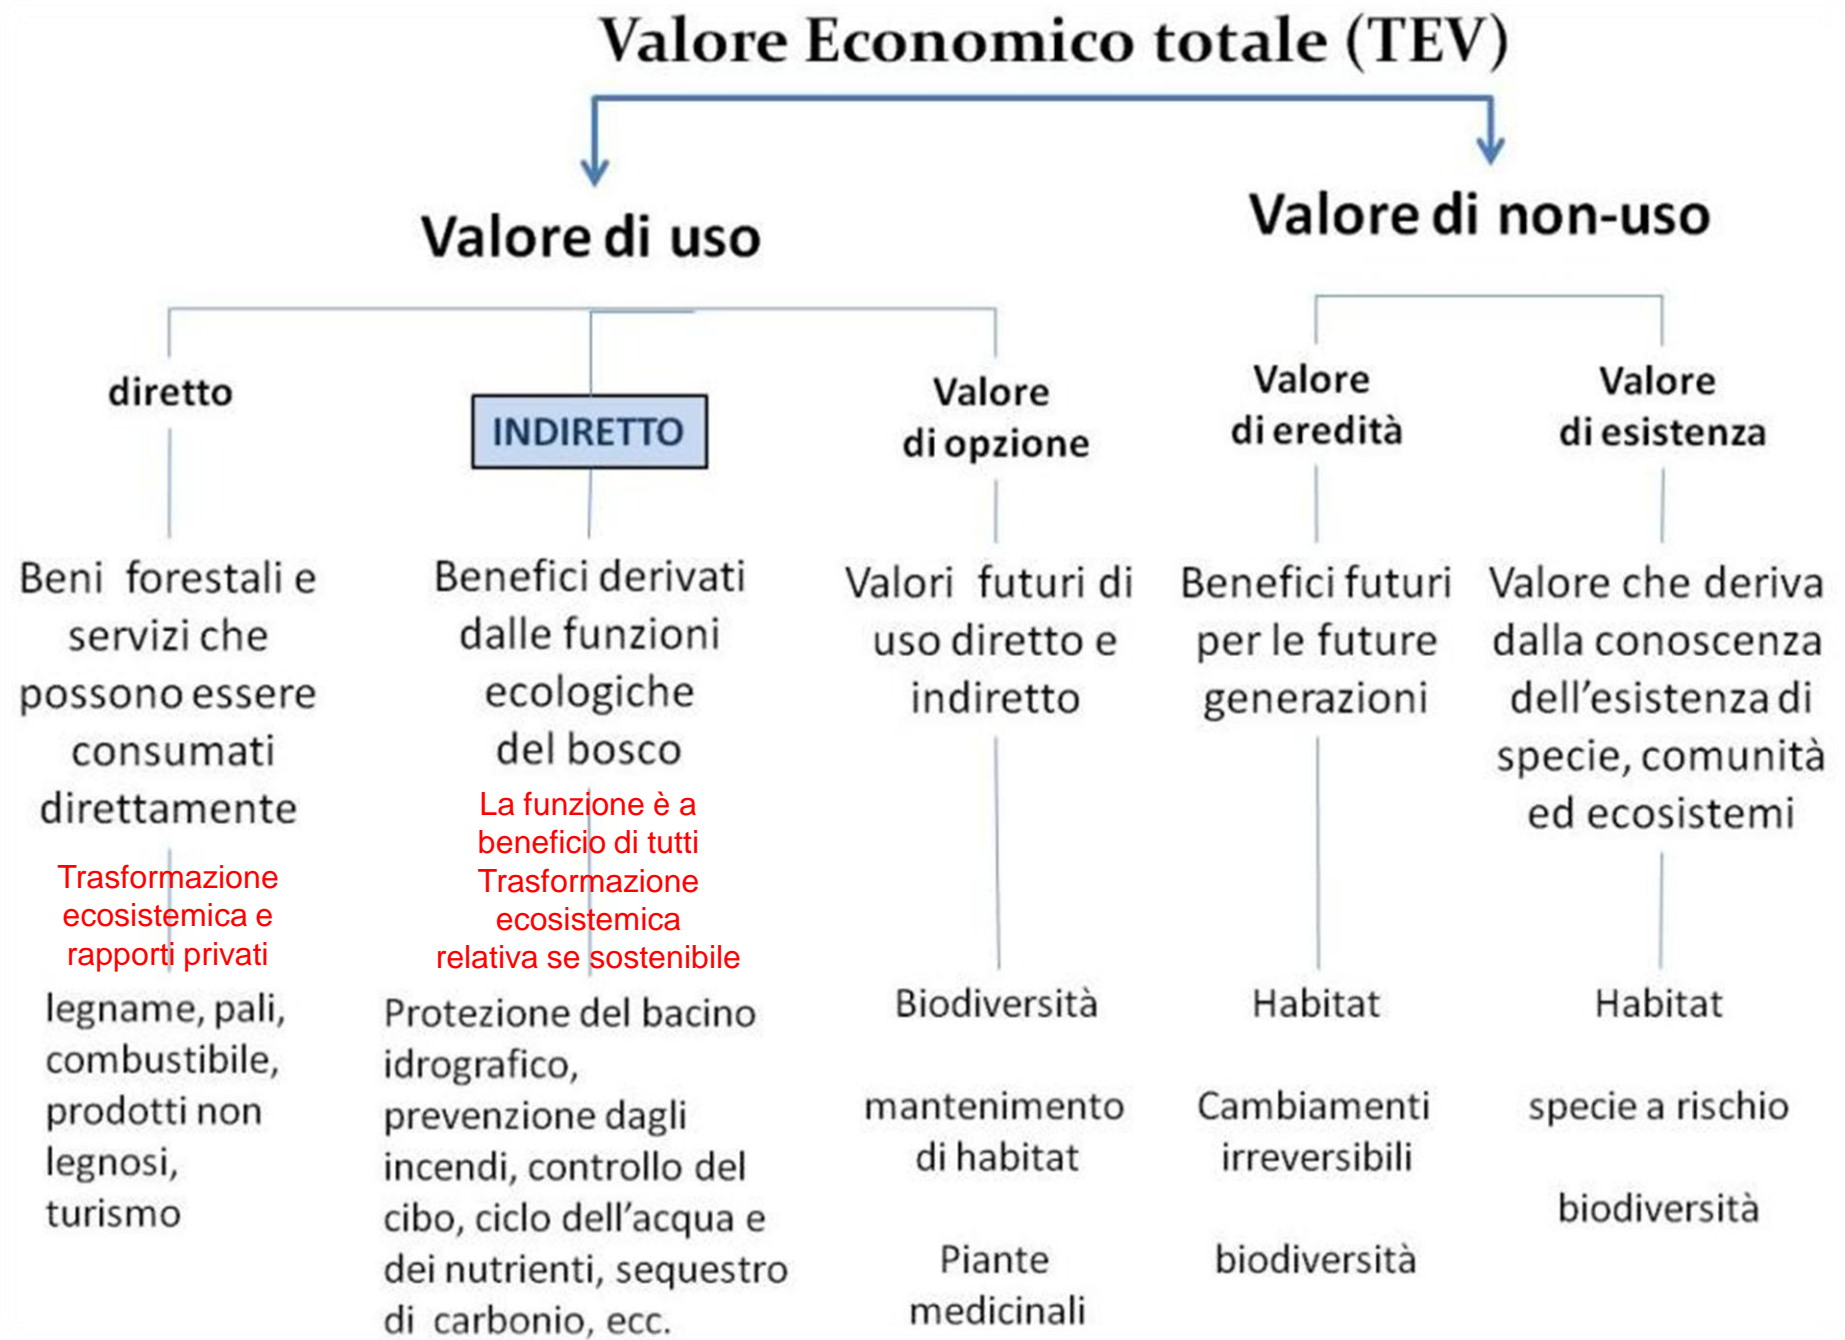 Valore Economico totale (TEV)
Valore di uso
Valore di non-uso
diretto
Beni forestali e
servizi che
possono essere
consumati
direttamente
Trasformazione
ecosistemica e
rapporti privati
legname, pali,
combustibile,
prodotti non
legnosi,
turismo
INDIRETTO
Benefici derivati
dalle funzioni
ecologiche
del bosco
La funzione è a
beneficio di tutti
Trasformazione
ecosistemica
relativa se sostenibile
Protezione del bacino
idrografico,
prevenzione dagli
incendi, controllo del
cibo, ciclo dell'acqua e
dei nutrienti, sequestro
di carbonio, ecc.
Valore
di opzione
Valori futuri di
uso diretto e
indiretto
Biodiversità
mantenimento
di habitat
Piante
medicinali
Valore
di eredità
Benefici futuri
per le future
generazioni
Habitat
Cambiamenti
irreversibili
biodiversità
Valore
di esistenza
Valore che deriva
dalla conoscenza
dell'esistenza di
specie, comunità
ed ecosistemi
Habitat
specie a rischio
biodiversità